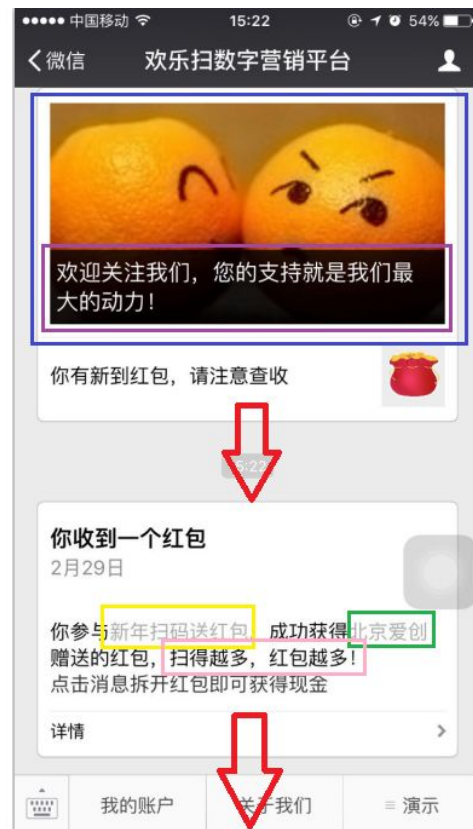 中国移动 15:22 54%
微信 欢乐扫数字营销平台
欢迎关注我们，您的支持就是我们最
大的动力！
你有新到红包，请注意查收
15:22
你收到一个红包
2月29日
你参与新年扫码送红包，成功获得北京爱创
赠送的红包，扫得越多，红包越多！
点击消息拆开红包即可获得现金
详情
我的账户 关于我们 演示